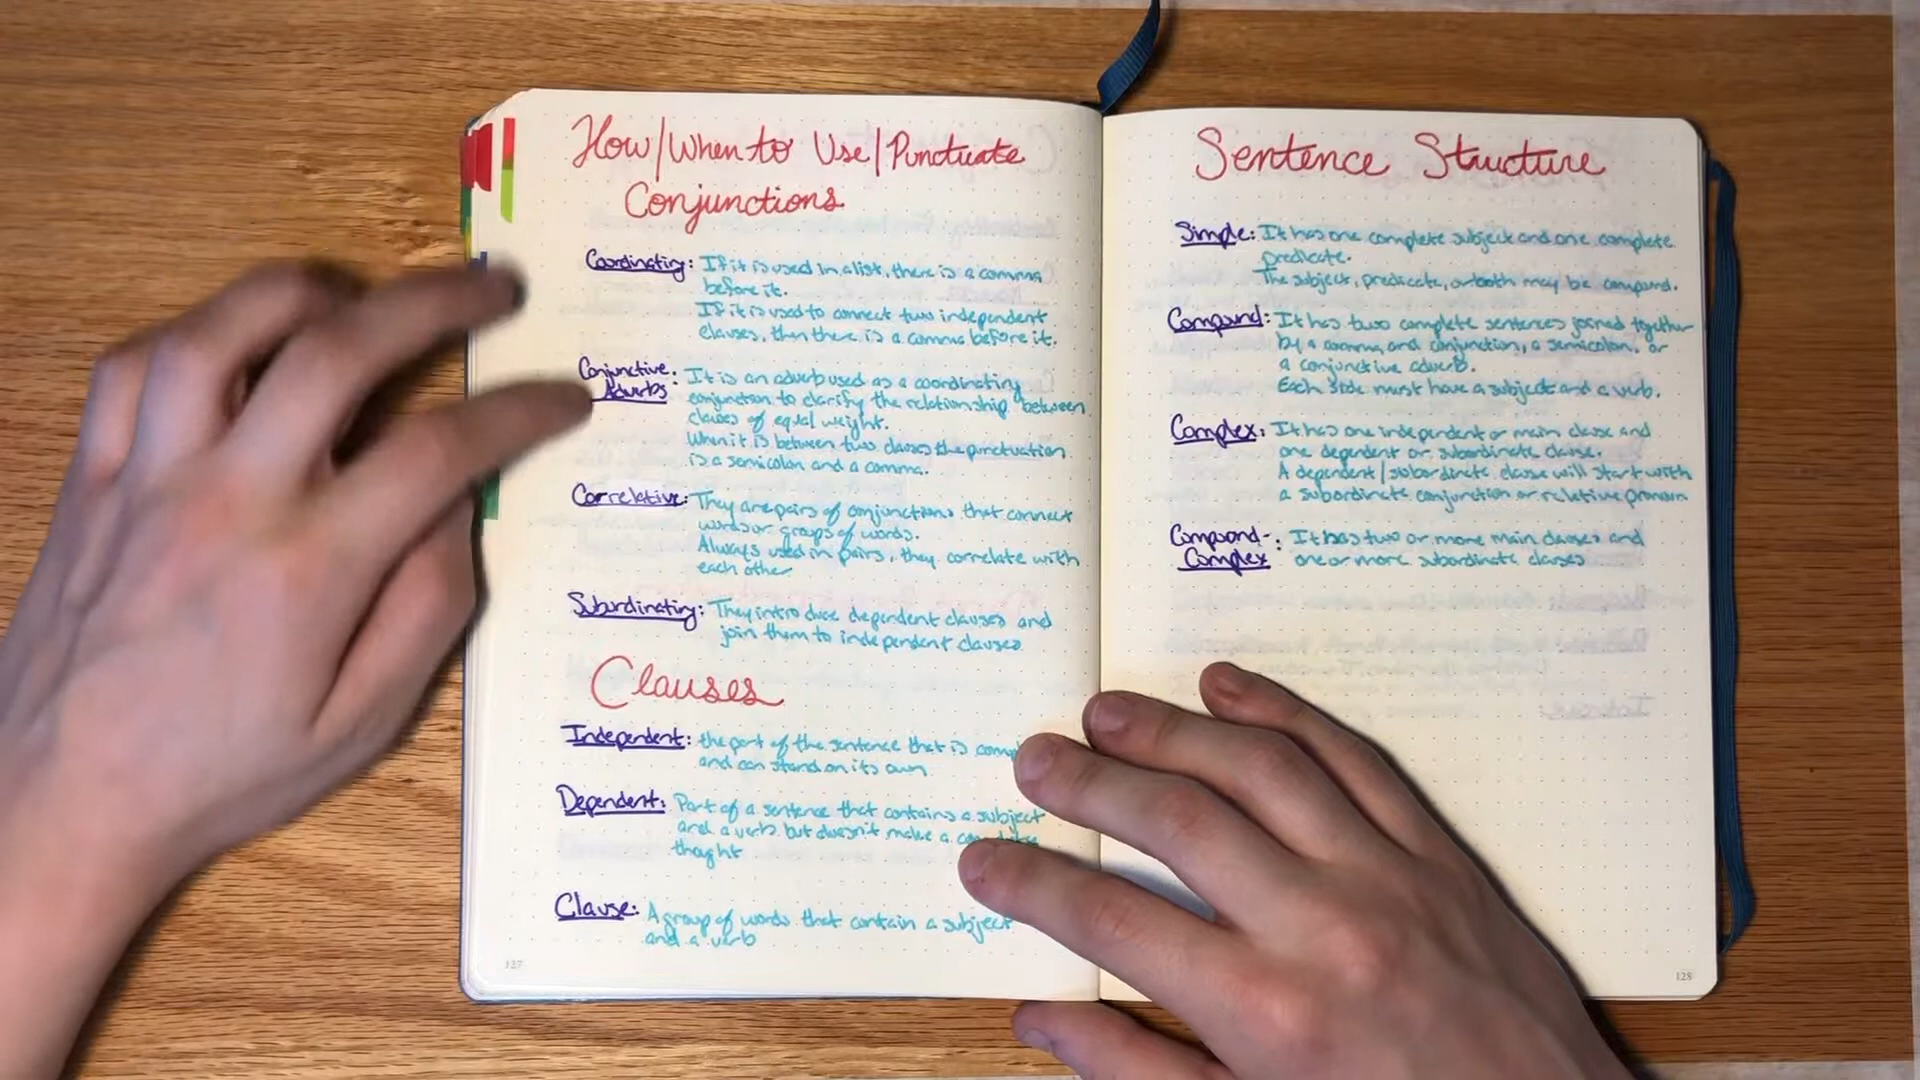 How/When to Use/Punctuate
Conjunctions
Coordinating: If it is used in a list, there is a comma
before it.
If it is used to connect two independent
clauses, then there is a comma before it.
Conjunctive
Adverbs: It is an adverb used as a coordinating
conjunction to clarify the relationship between
clauses of equal weight.
When it is between two clauses the punctuation
is a semicolon and a comma.
Correlative: They are pairs of conjunctions that connect
words or groups of words.
Always used in pairs, they correlate with
each other
Subordinating: They introduce dependent clauses and
join them to independent clauses
Clauses
Independent: the part of the sentence that is
and can stand on its own
Dependent: Part of a sentence that contains a subject
and a verb but doesn't make a
thought
Clause: A group of words that contain a subject
and a verb
127
Sentence Structure
Simple: It has one complete subject and one complete
predicate.
The subject, predicate, or both may be compound.
Compound: It has two complete sentences joined together
by a comma and conjunction, a semicolon, or
a conjunctive adverb.
Each side must have a subject and a verb.
Complex: It has one independent or main clause and
one dependent or subordinate clause.
A dependent/subordinate clause will start with
a subordinate conjunction or relative pronoun
Compound-
Complex: It has two or more main clauses and
one or more subordinate clauses
128